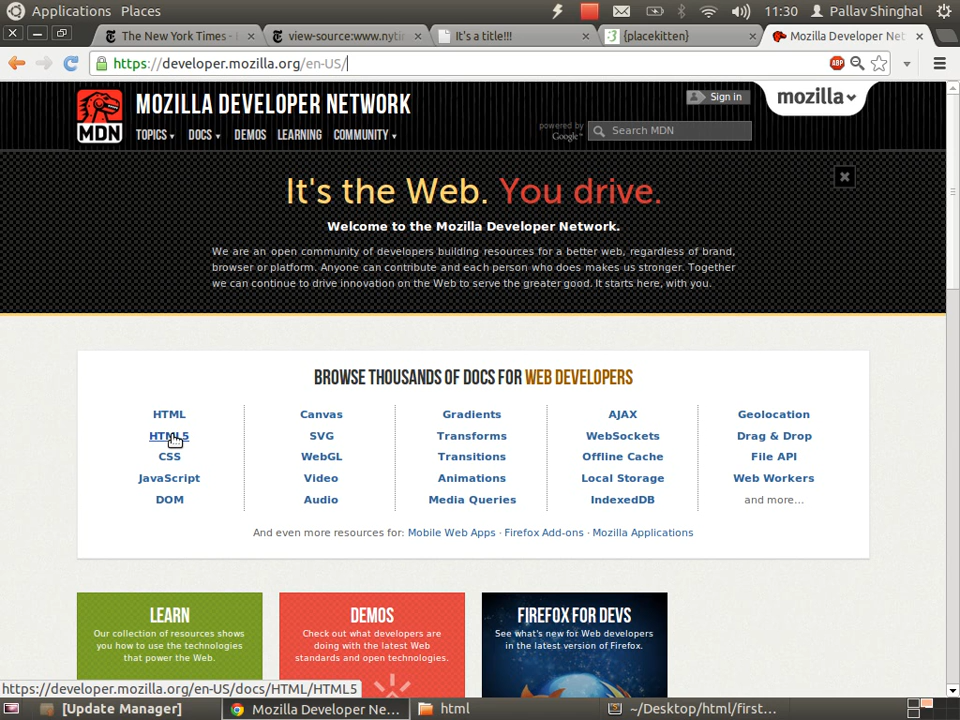 Applications Places 11:30 Pallav Shinghal
The New York Times - view-source:www.nyti It's a title!!! {placekitten} Mozilla Developer Net
https://developer.mozilla.org/en-US/ ABP
MDN
MOZILLA DEVELOPER NETWORK
Sign in
mozilla
TOPICS DOCS DEMOS LEARNING COMMUNITY
powered by Google™
Search MDN
It's the Web. You drive.
Welcome to the Mozilla Developer Network.
We are an open community of developers building resources for a better web, regardless of brand,
browser or platform. Anyone can contribute and each person who does makes us stronger. Together
we can continue to drive innovation on the Web to serve the greater good. It starts here, with you.
BROWSE THOUSANDS OF DOCS FOR WEB DEVELOPERS
HTML Canvas Gradients AJAX Geolocation
HTML5 SVG Transforms WebSockets Drag & Drop
CSS WebGL Transitions Offline Cache File API
JavaScript Video Animations Local Storage Web Workers
DOM Audio Media Queries IndexedDB and more...
And even more resources for: Mobile Web Apps · Firefox Add-ons · Mozilla Applications
LEARN
Our collection of resources shows
you how to use the technologies
that power the Web.
DEMOS
Check out what developers are
doing with the latest Web
standards and open technologies.
FIREFOX FOR DEVS
See what's new for Web developers
in the latest version of Firefox.
https://developer.mozilla.org/en-US/docs/HTML/HTML5
[Update Manager] Mozilla Developer Ne... html ~/Desktop/html/first...